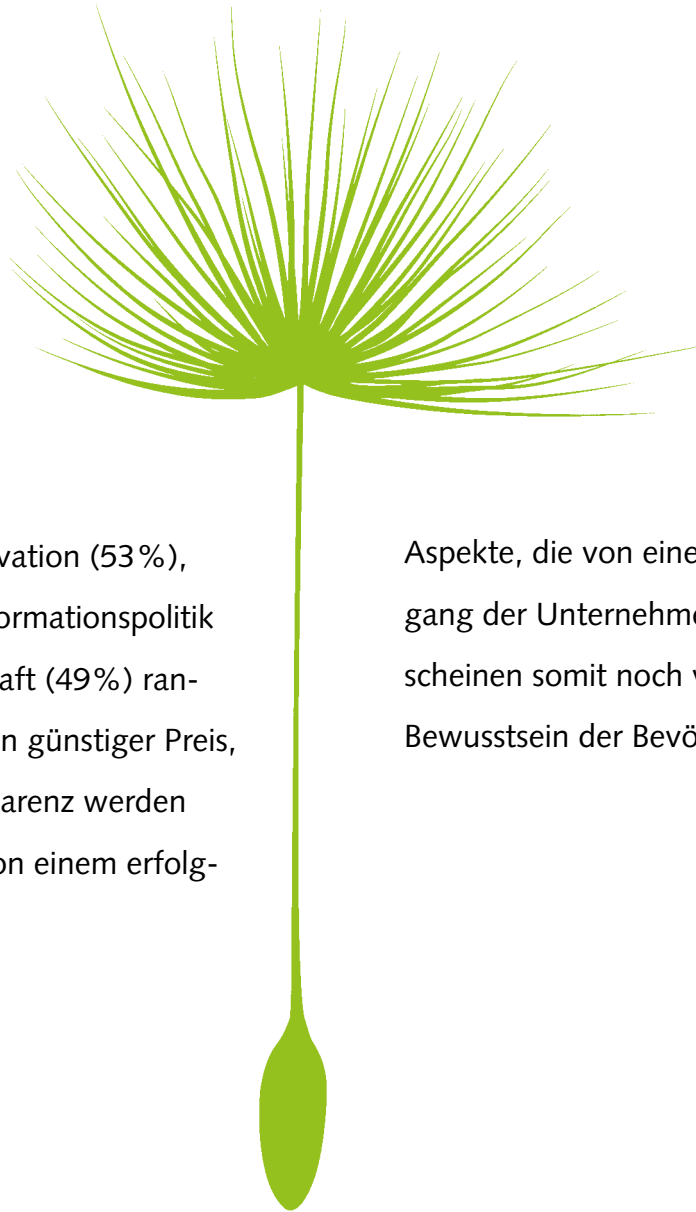 vation (53 %),
ormationspolitik
aft (49 %) ran-
n günstiger Preis,
arenz werden
on einem erfolg-
Aspekte, die von eine
gang der Unternehme
scheinen somit noch
Bewusstsein der Bevö